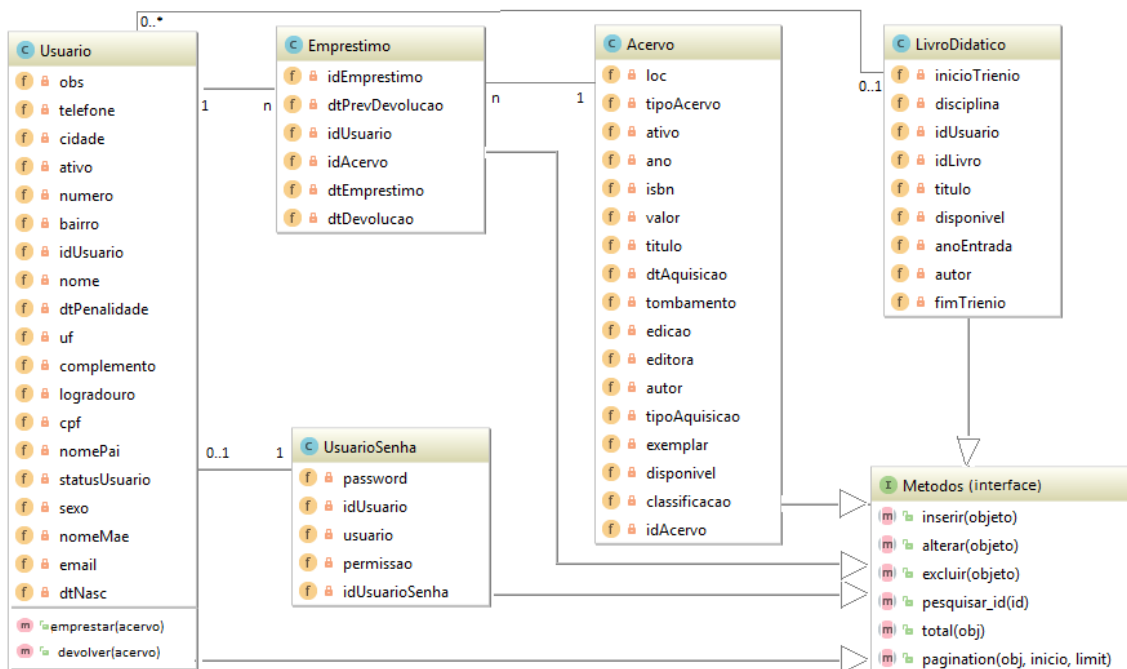 0..*
C Usuario
f obs
f telefone
f cidade
f ativo
f numero
f bairro
f idUsuario
f nome
f dtPenalidade
f uf
f complemento
f logradouro
f cpf
f nomePai
f statusUsuario
f sexo
f nomeMae
f email
f dtNasc
m emprestar(acervo)
m devolver(acervo)
1
n
C Emprestimo
f idEmprestimo
f dtPrevDevolucao
f idUsuario
f idAcervo
f dtEmprestimo
f dtDevolucao
n
1
C Acervo
f loc
f tipoAcervo
f ativo
f ano
f isbn
f valor
f titulo
f dtAquisicao
f tombamento
f edicao
f editora
f autor
f tipoAquisicao
f exemplar
f disponivel
f classificacao
f idAcervo
0..1
C LivroDidatico
f inicioTrienio
f disciplina
f idUsuario
f idLivro
f titulo
f disponivel
f anoEntrada
f autor
f fimTrienio
0..1
1
C UsuarioSenha
f password
f idUsuario
f usuario
f permissao
f idUsuarioSenha
I Metodos (interface)
m inserir(objeto)
m alterar(objeto)
m excluir(objeto)
m pesquisar_id(id)
m total(obj)
m pagination(obj, inicio, limit)